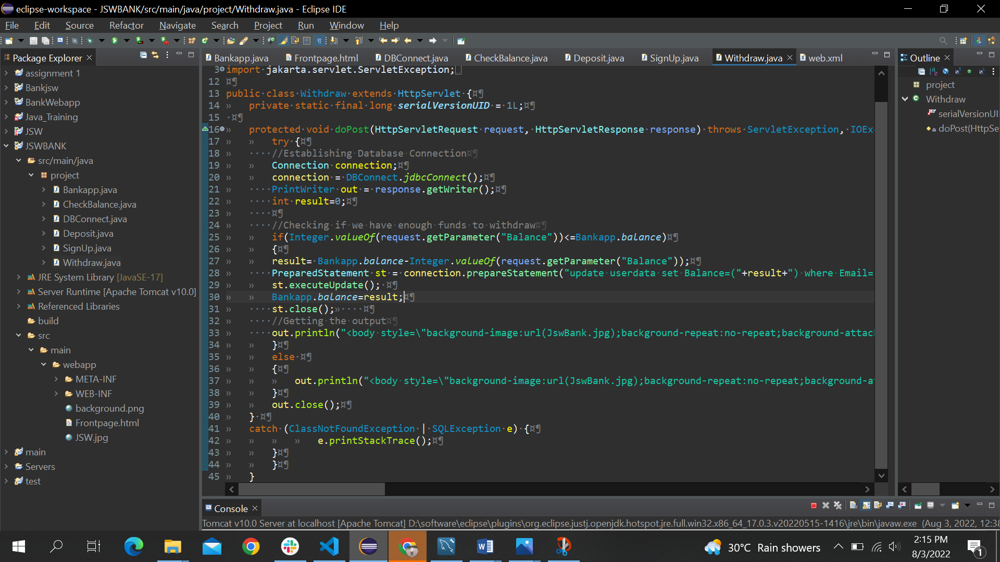 eclipse-workspace - JSWBANK/src/main/java/project/Withdraw.java - Eclipse IDE
File Edit Source Refactor Navigate Search Project Run Window Help
Package Explorer
assignment 1
Bankjsw
BankWebapp
Java_Training
JSW
JSWBANK
src/main/java
project
Bankapp.java
CheckBalance.java
DBConnect.java
Deposit.java
SignUp.java
Withdraw.java
JRE System Library [JavaSE-17]
Server Runtime [Apache Tomcat v10.0]
Referenced Libraries
build
src
main
webapp
META-INF
WEB-INF
background.png
Frontpage.html
JSW.jpg
main
Servers
test
Bankapp.java Frontpage.html DBConnect.java CheckBalance.java Deposit.java SignUp.java Withdraw.java web.xml
3 import jakarta.servlet.ServletException;
12
13 public class Withdraw extends HttpServlet {
14 private static final long serialVersionUID = 1L;
15
16 protected void doPost(HttpServletRequest request, HttpServletResponse response) throws ServletException, IOEx
17 try {
18 //Establishing Database Connection
19 Connection connection;
20 connection = DBConnect.jdbcConnect();
21 PrintWriter out = response.getWriter();
22 int result=0;
23
24 //Checking if we have enough funds to withdraw
25 if(Integer.valueOf(request.getParameter("Balance"))<=Bankapp.balance)
26 {
27 result= Bankapp.balance-Integer.valueOf(request.getParameter("Balance"));
28 PreparedStatement st = connection.prepareStatement("update userdata set Balance=("+result+") where Email=
29 st.executeUpdate();
30 Bankapp.balance=result;
31 st.close();
32 //Getting the output
33 out.println("<body style=\"background-image:url(JswBank.jpg);background-repeat:no-repeat;background-attac
34 }
35 else
36 {
37 out.println("<body style=\"background-image:url(JswBank.jpg);background-repeat:no-repeat;background-a
38 }
39 out.close();
40 }
41 catch (ClassNotFoundException | SQLException e) {
42 e.printStackTrace();
43 }
44 }
45 }
Outline
project
Withdraw
serialVersionUI
doPost(HttpSe
Console
Tomcat v10.0 Server at localhost [Apache Tomcat] D:\software\eclipse\plugins\org.eclipse.justj.openjdk.hotspot.jre.full.win32.x86_64_17.0.3.v20220515-1416\jre\bin\javaw.exe (Aug 3, 2022, 12:38
30°C Rain showers
2:15 PM
8/3/2022
1